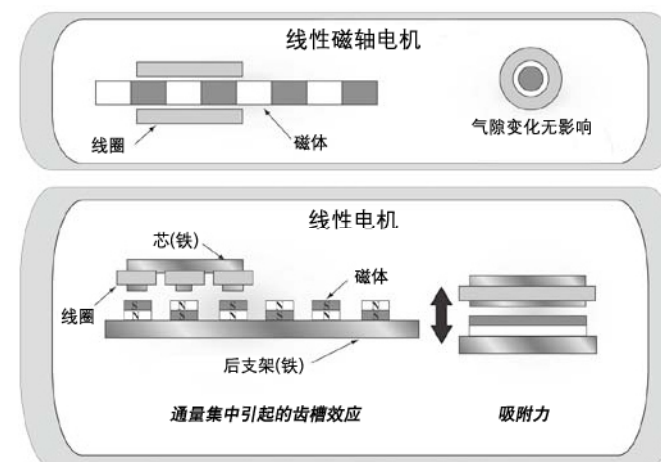 线性磁轴电机
线圈
磁体
气隙变化无影响
线性电机
芯(铁)
磁体
线圈
S N S N S N
N S N S N S
后支架(铁)
通量集中引起的齿槽效应
吸附力